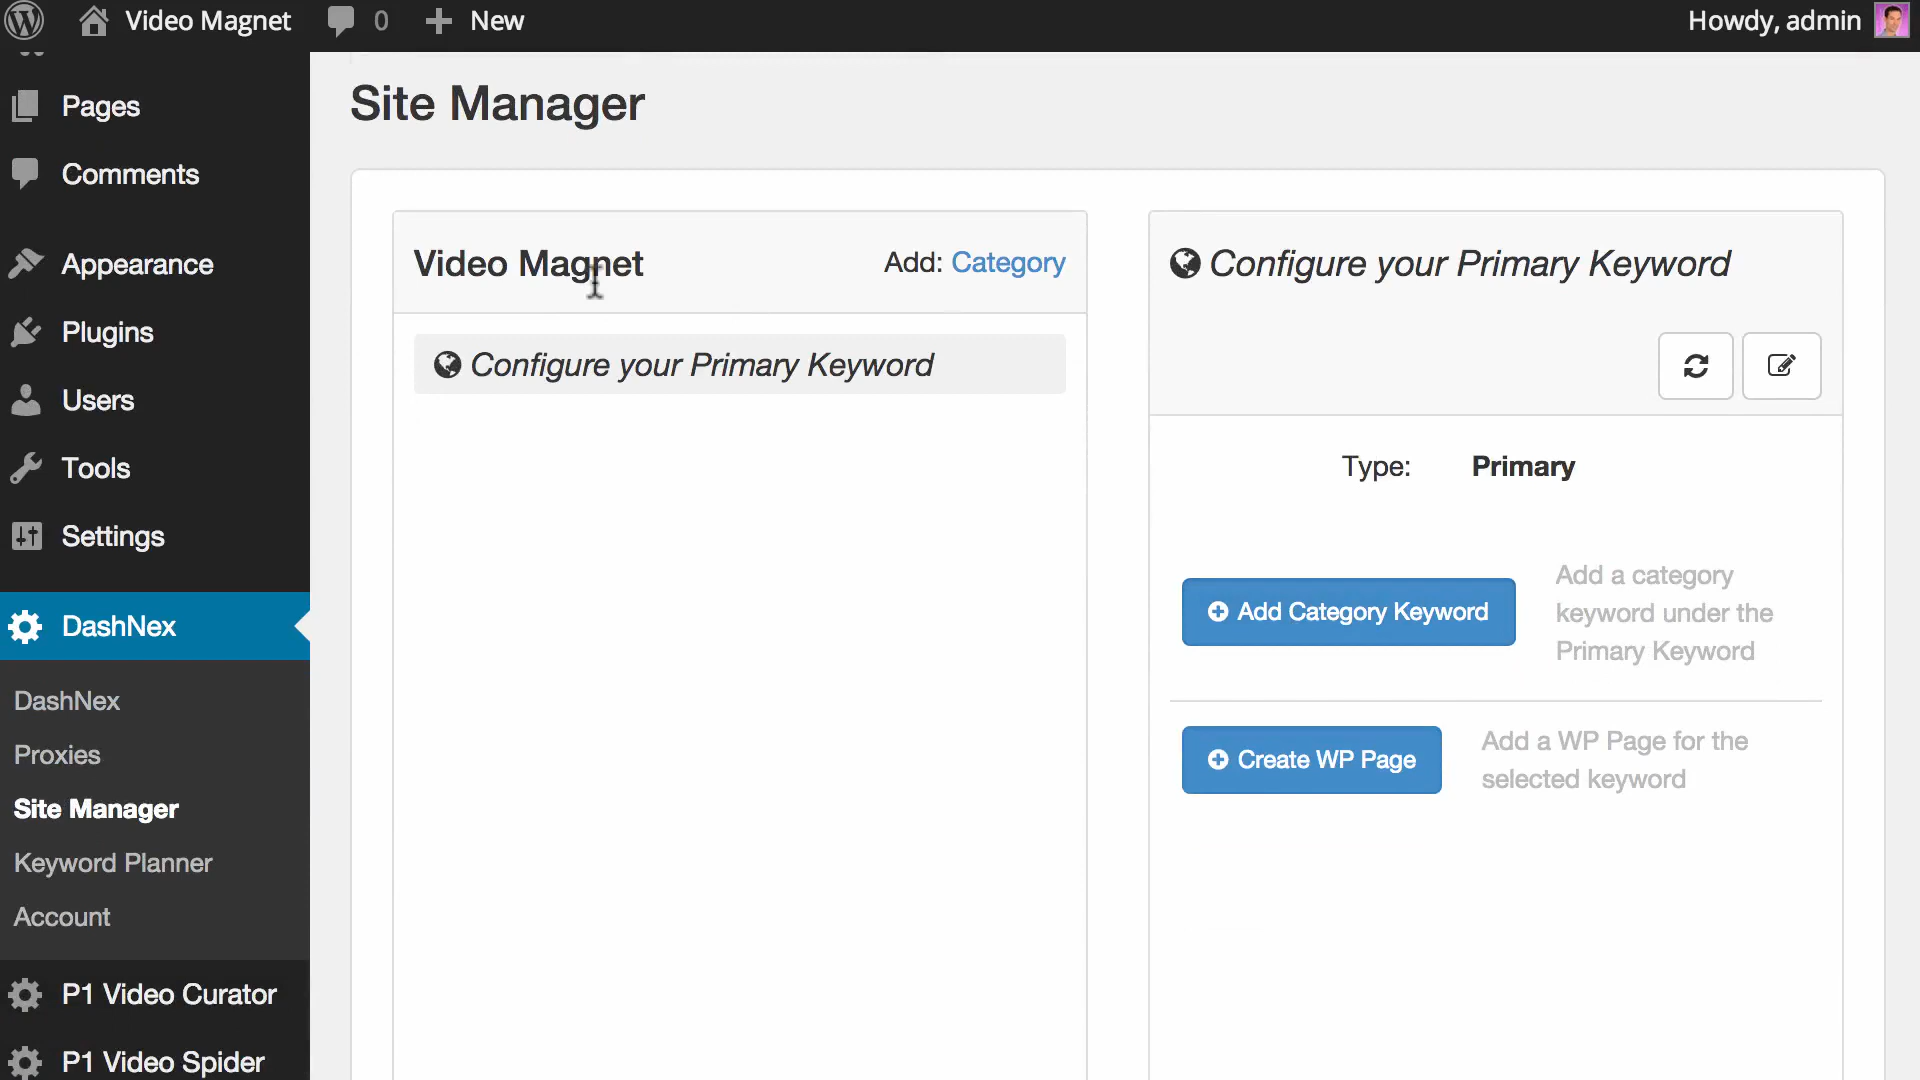 Video Magnet
0
New
Howdy, admin
Pages
Comments
Appearance
Plugins
Users
Tools
Settings
DashNex
DashNex
Proxies
Site Manager
Keyword Planner
Account
P1 Video Curator
P1 Video Spider
Site Manager
Video Magnet
Add: Category
Configure your Primary Keyword
Configure your Primary Keyword
Type: Primary
Add Category Keyword
Add a category
keyword under the
Primary Keyword
Create WP Page
Add a WP Page for the
selected keyword